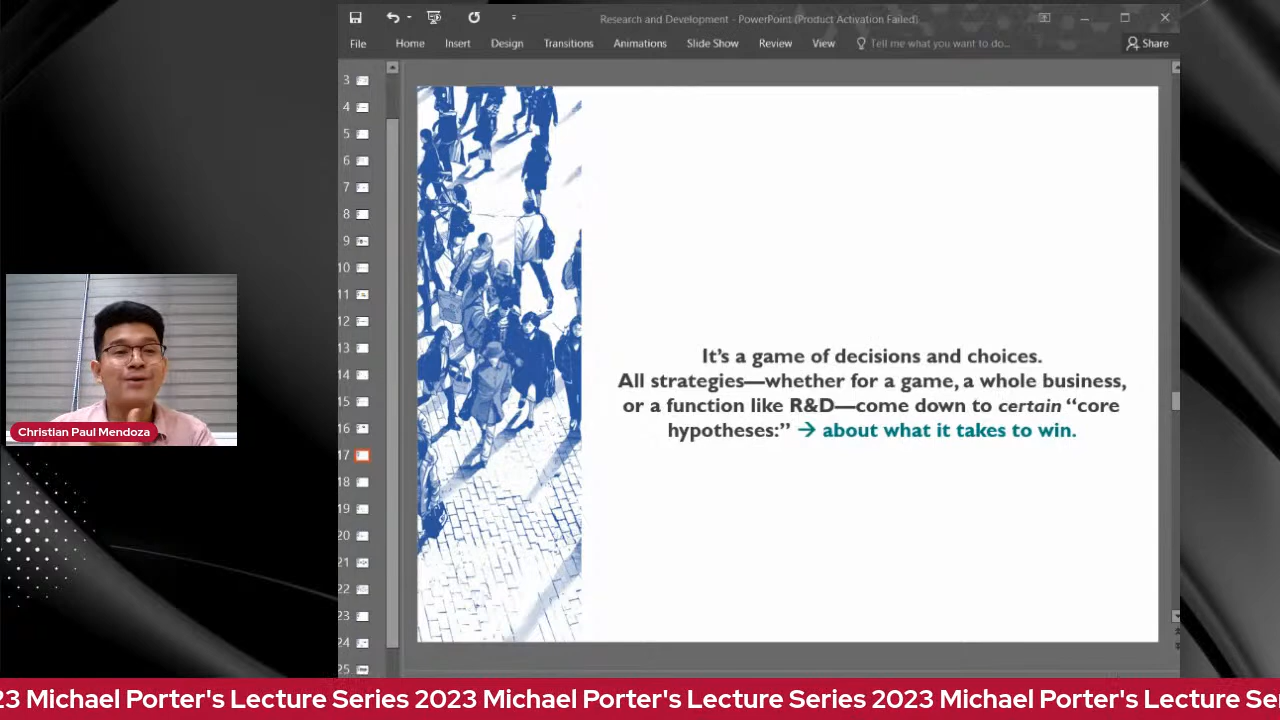 Research and Development - PowerPoint (Product Activation Failed)
File Home Insert Design Transitions Animations Slide Show Review View Tell me what you want to do... Share
3
4
5
6
7
8
9
10
11
12
13
14
15
16
17
18
19
20
21
22
23
24
25
It’s a game of decisions and choices.
All strategies—whether for a game, a whole business,
or a function like R&D—come down to certain “core
hypotheses:” → about what it takes to win.
Christian Paul Mendoza
23 Michael Porter's Lecture Series 2023 Michael Porter's Lecture Series 2023 Michael Porter's Lecture Se